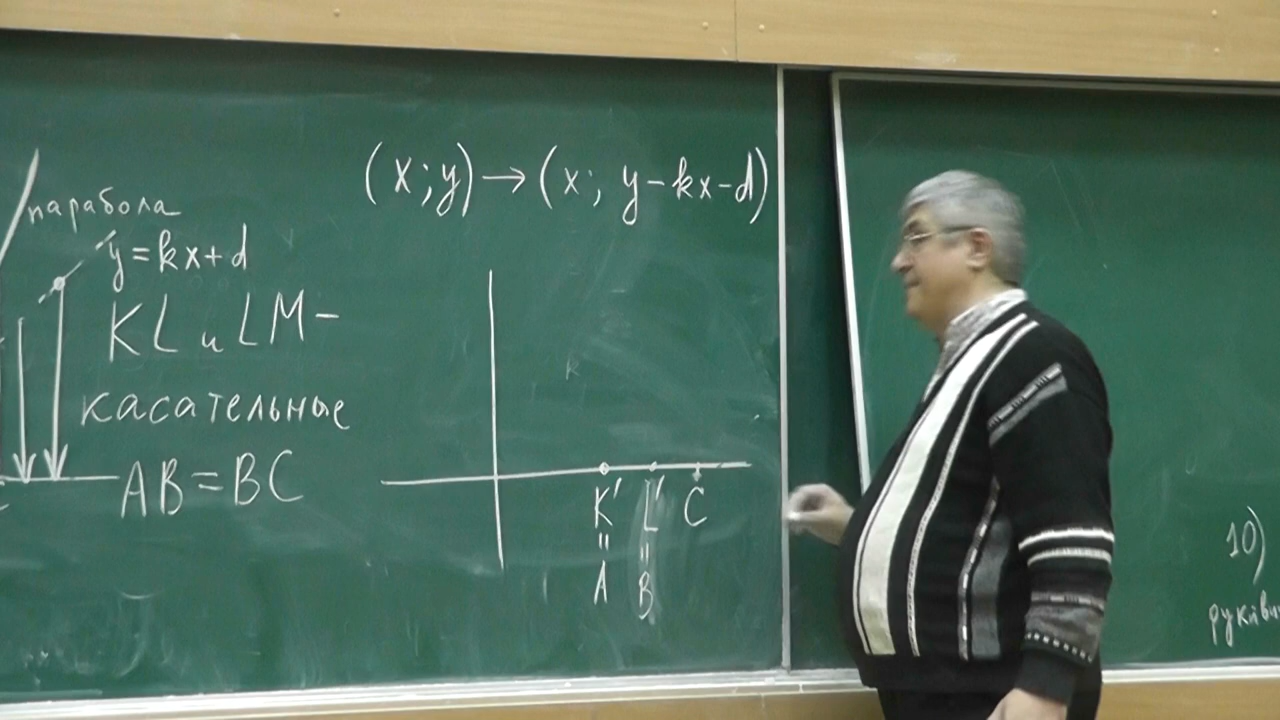 (x; y) → (x; y - kx - d)
парабола
y = kx + d
KL и LM -
касательные
AB = BC
K' L' C
" "
A B
10)